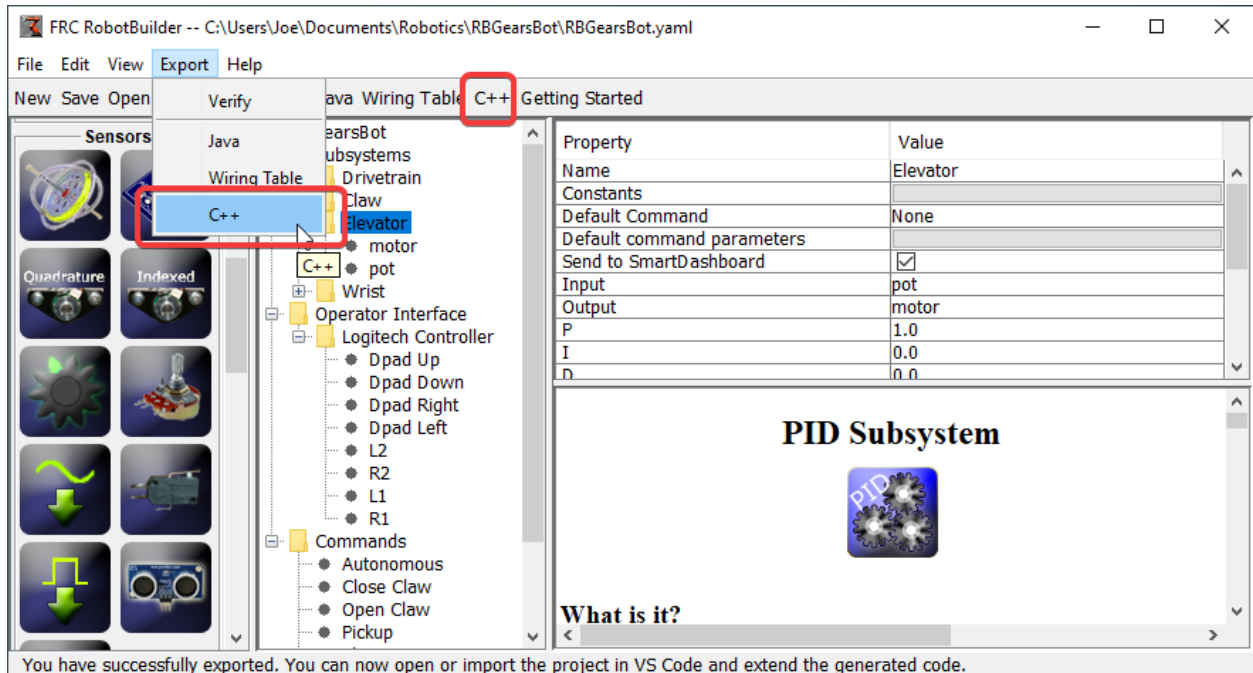 FRC RobotBuilder -- C:\Users\Joe\Documents\Robotics\RBGearsBot\RBGearsBot.yaml
File Edit View Export Help
New Save Open ava Wiring Table C++ Getting Started
Verify
Java
Wiring Table
C++
C++
Sensors
Quadrature
Indexed
earsBot
ubsystems
Drivetrain
Claw
Elevator
motor
pot
Wrist
Operator Interface
Logitech Controller
Dpad Up
Dpad Down
Dpad Right
Dpad Left
L2
R2
L1
R1
Commands
Autonomous
Close Claw
Open Claw
Pickup
Property Value
Name Elevator
Constants
Default Command None
Default command parameters
Send to SmartDashboard
Input pot
Output motor
P 1.0
I 0.0
D 0.0
PID Subsystem
PID
What is it?
You have successfully exported. You can now open or import the project in VS Code and extend the generated code.